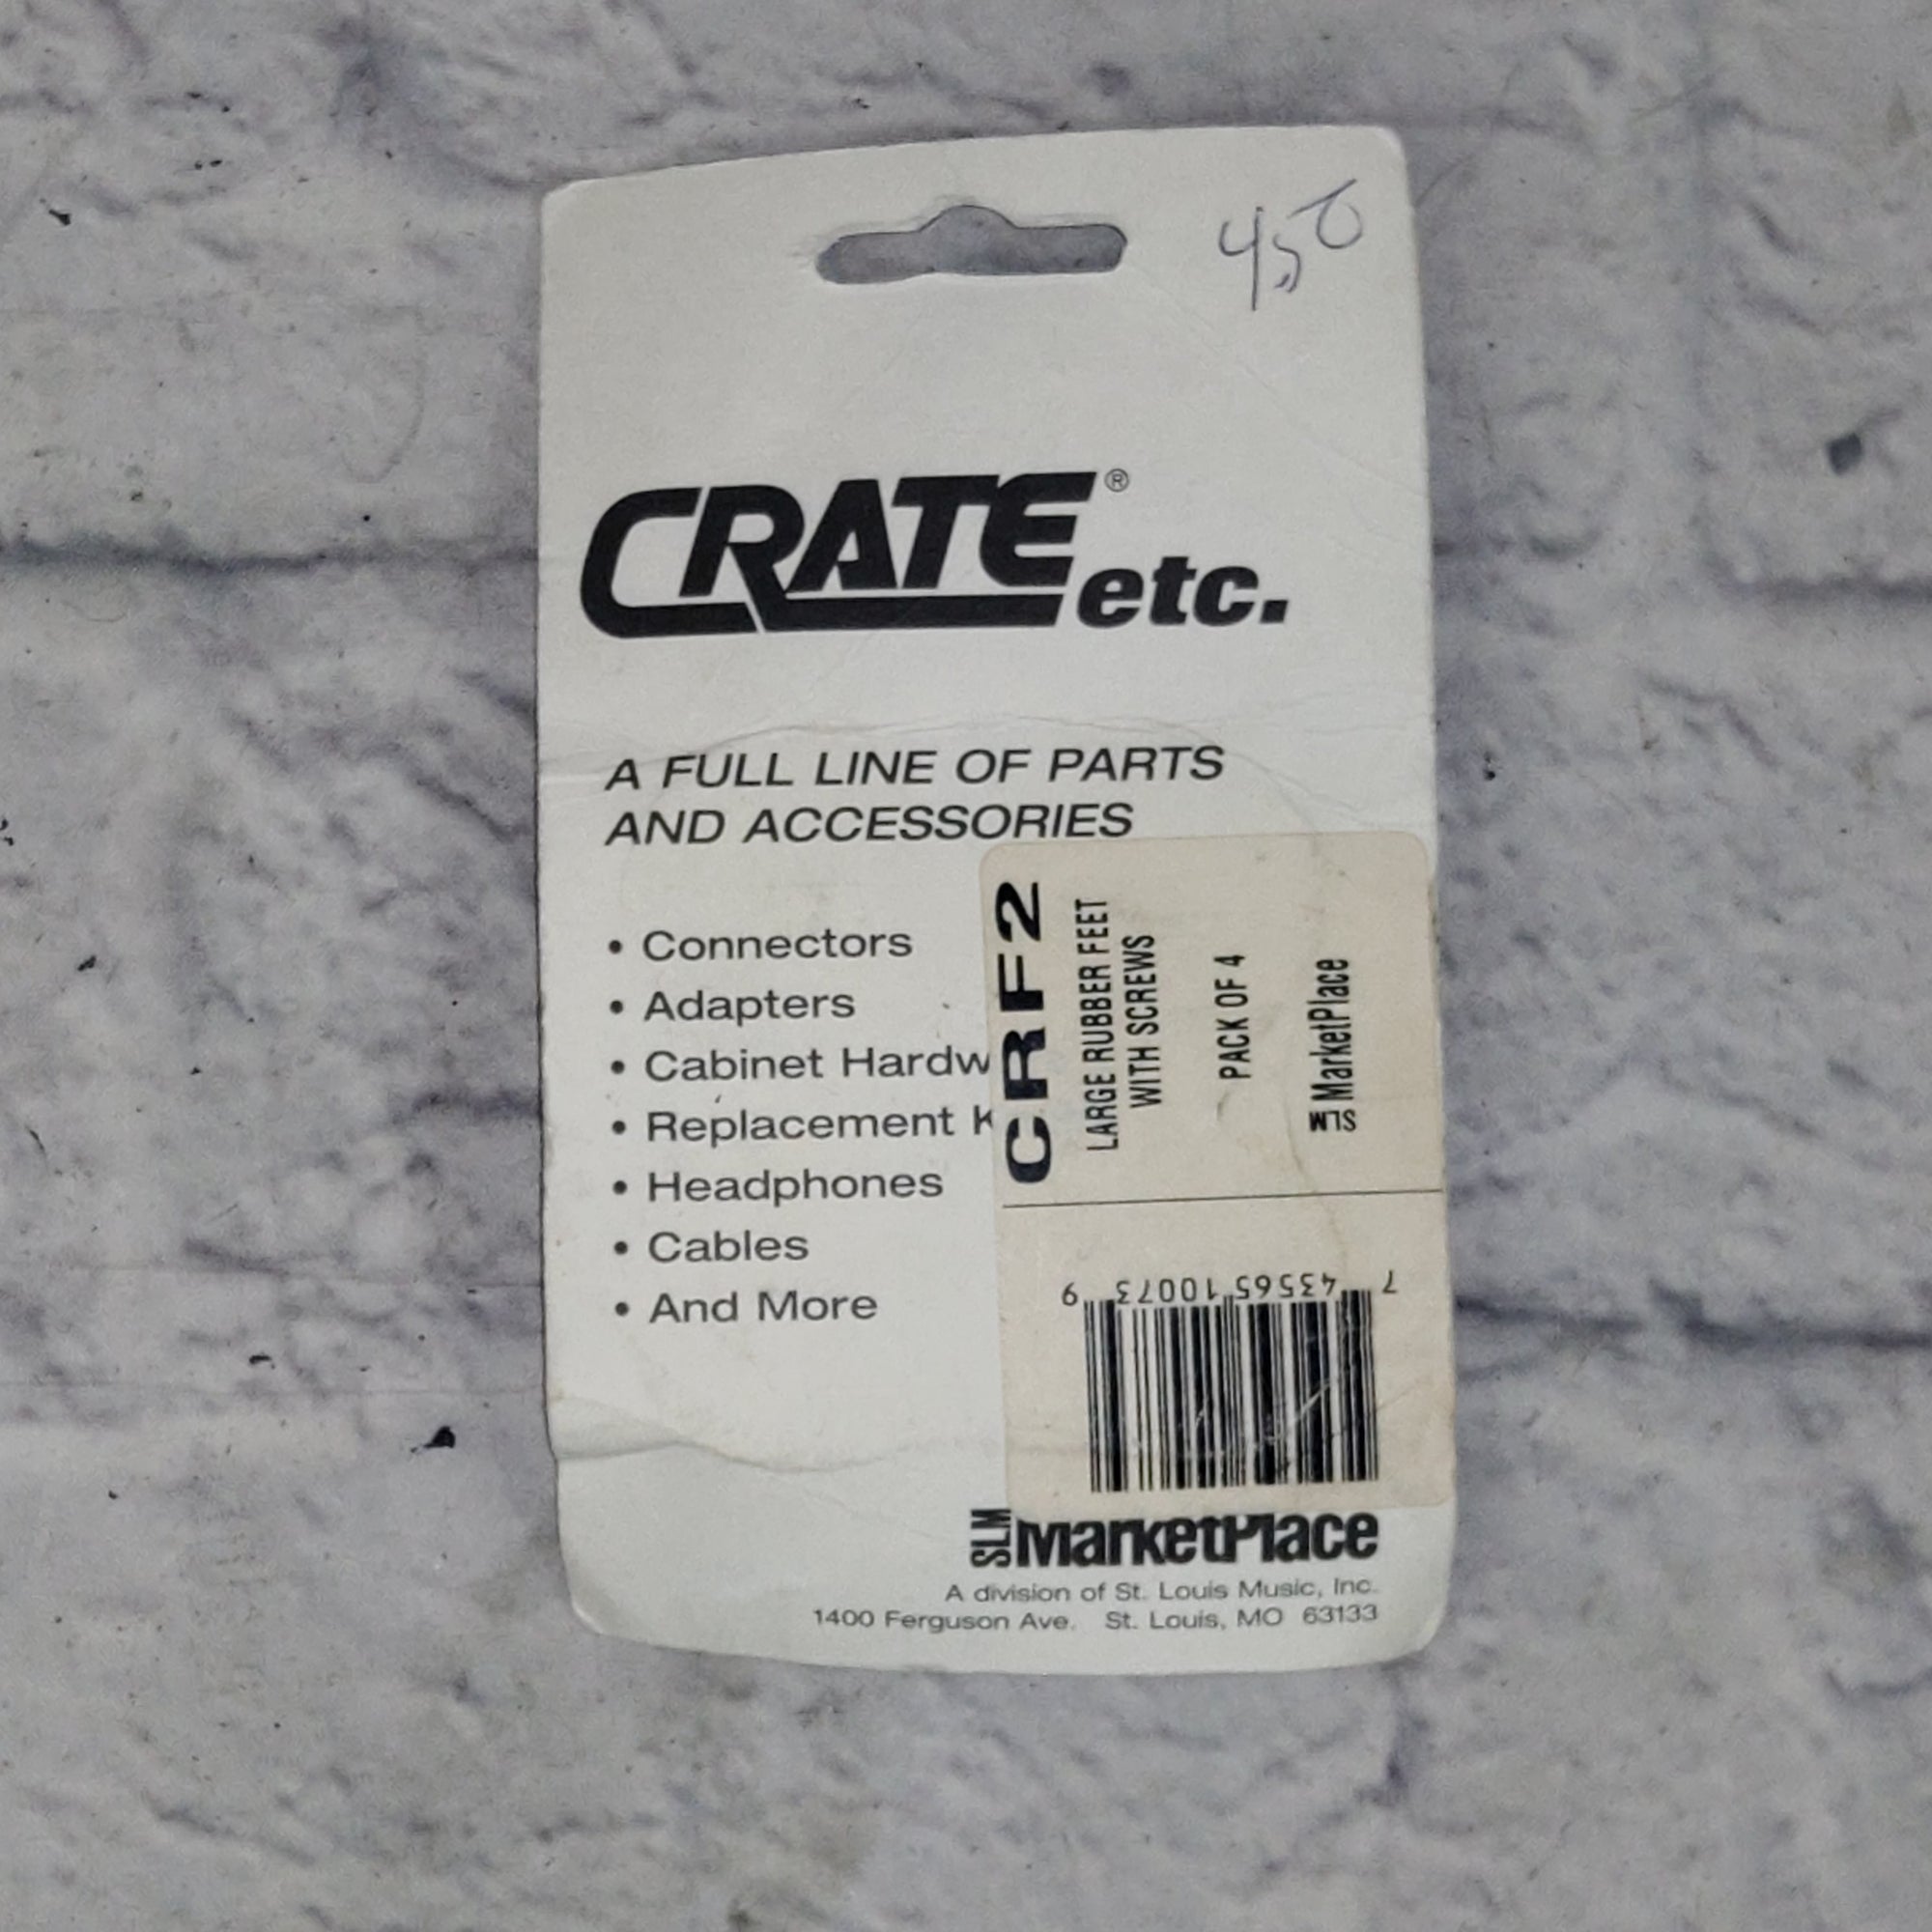 4,50
CRATE® etc.
A FULL LINE OF PARTS
AND ACCESSORIES
• Connectors
• Adapters
• Cabinet Hardw
• Replacement K
• Headphones
• Cables
• And More
CRF2
LARGE RUBBER FEET
WITH SCREWS
PACK OF 4
SLM MarketPlace
7 43565 10073 9
SLM MarketPlace
A division of St. Louis Music, Inc.
1400 Ferguson Ave. St. Louis, MO 63133